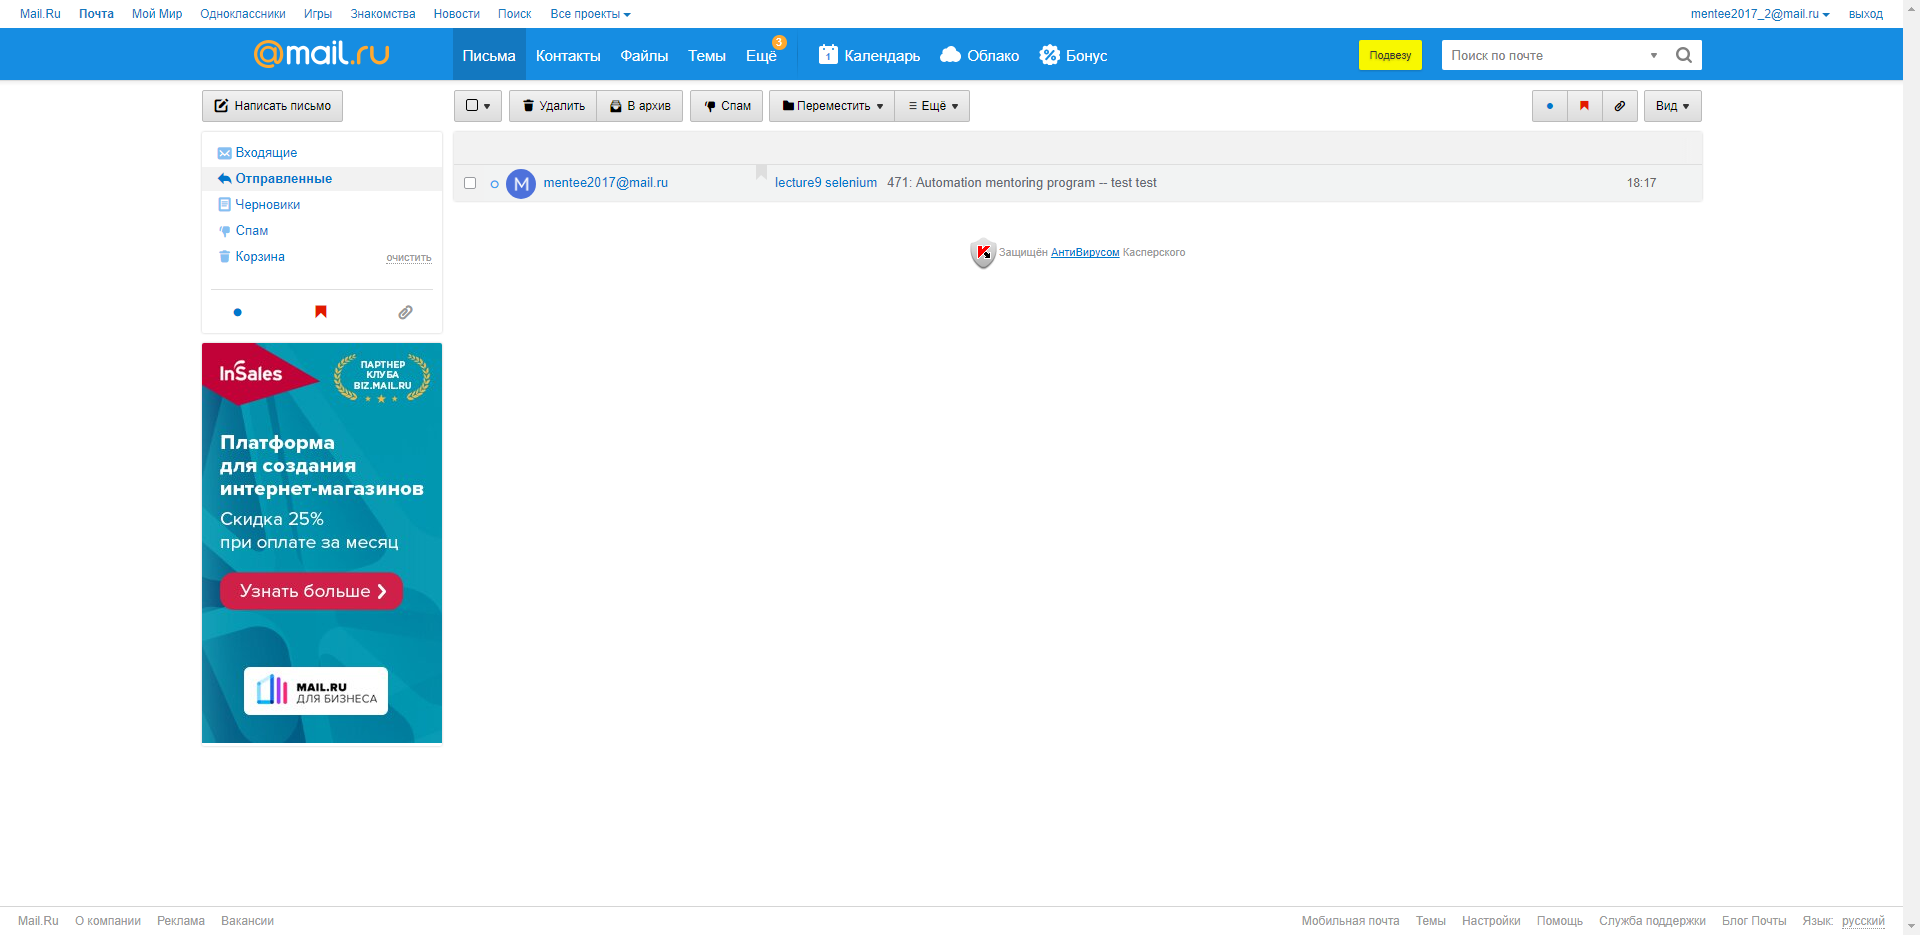 Mail.Ru Почта Мой Мир Одноклассники Игры Знакомства Новости Поиск Все проекты mentee2017_2@mail.ru выход
@mail.ru Письма Контакты Файлы Темы Ещё 3 1 Календарь Облако Бонус Подвезу Поиск по почте
Написать письмо Удалить В архив Спам Переместить Ещё Вид
Входящие
Отправленные
Черновики
Спам
Корзина очистить
M mentee2017@mail.ru lecture9 selenium 471: Automation mentoring program -- test test 18:17
Защищён АнтиВирусом Касперского
InSales
ПАРТНЕР
КЛУБА
BIZ.MAIL.RU
Платформа
для создания
интернет-магазинов
Скидка 25%
при оплате за месяц
Узнать больше
MAIL.RU
ДЛЯ БИЗНЕСА
Mail.Ru О компании Реклама Вакансии Мобильная почта Темы Настройки Помощь Служба поддержки Блог Почты Язык: русский